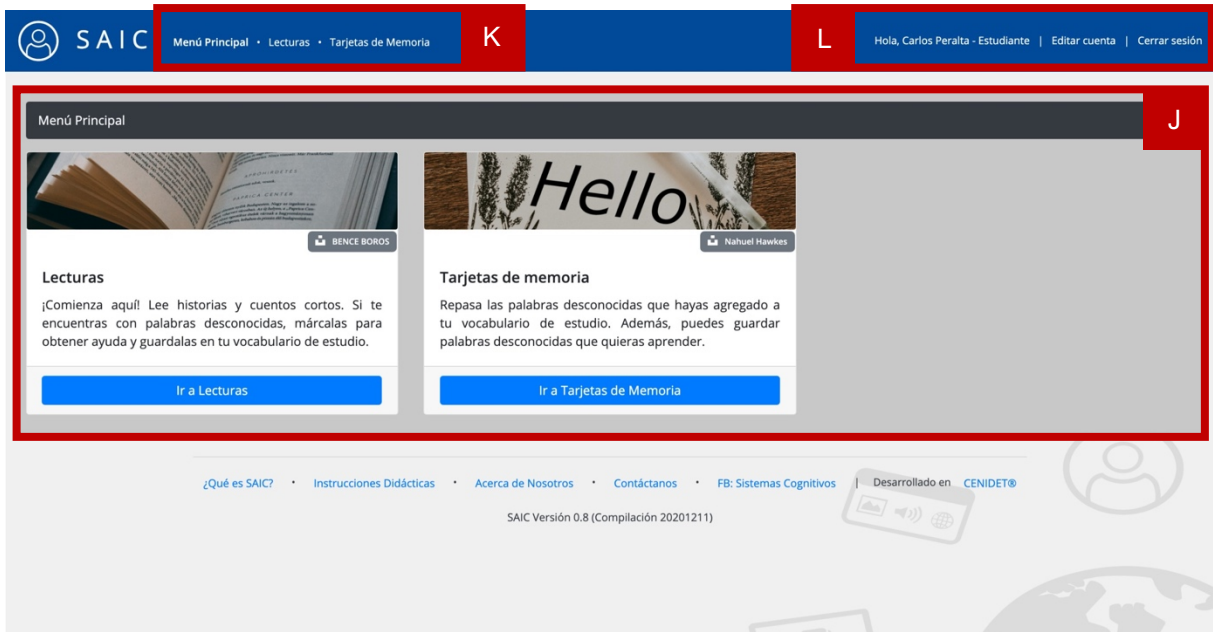 SAIC
Menú Principal • Lecturas • Tarjetas de Memoria
K
L
Hola, Carlos Peralta - Estudiante | Editar cuenta | Cerrar sesión
Menú Principal
J
Hello
BENCE BOROS
Nahuel Hawkes
Lecturas
¡Comienza aquí! Lee historias y cuentos cortos. Si te
encuentras con palabras desconocidas, márcalas para
obtener ayuda y guardalas en tu vocabulario de estudio.
Ir a Lecturas
Tarjetas de memoria
Repasa las palabras desconocidas que hayas agregado a
tu vocabulario de estudio. Además, puedes guardar
palabras desconocidas que quieras aprender.
Ir a Tarjetas de Memoria
¿Qué es SAIC? • Instrucciones Didácticas • Acerca de Nosotros • Contáctanos • FB: Sistemas Cognitivos | Desarrollado en CENIDET®
SAIC Versión 0.8 (Compilación 20201211)